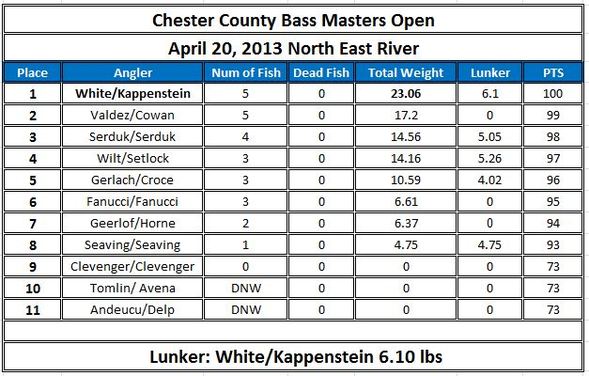 Chester County Bass Masters Open
April 20, 2013 North East River
Place Angler Num of Fish Dead Fish Total Weight Lunker PTS
1 White/Kappenstein 5 0 23.06 6.1 100
2 Valdez/Cowan 5 0 17.2 0 99
3 Serduk/Serduk 4 0 14.56 5.05 98
4 Wilt/Setlock 3 0 14.16 5.26 97
5 Gerlach/Croce 3 0 10.59 4.02 96
6 Fanucci/Fanucci 3 0 6.61 0 95
7 Geerlof/Horne 2 0 6.37 0 94
8 Seaving/Seaving 1 0 4.75 4.75 93
9 Clevenger/Clevenger 0 0 0 0 73
10 Tomlin/ Avena DNW 0 0 0 73
11 Andeucu/Delp DNW 0 0 0 73
Lunker: White/Kappenstein 6.10 lbs